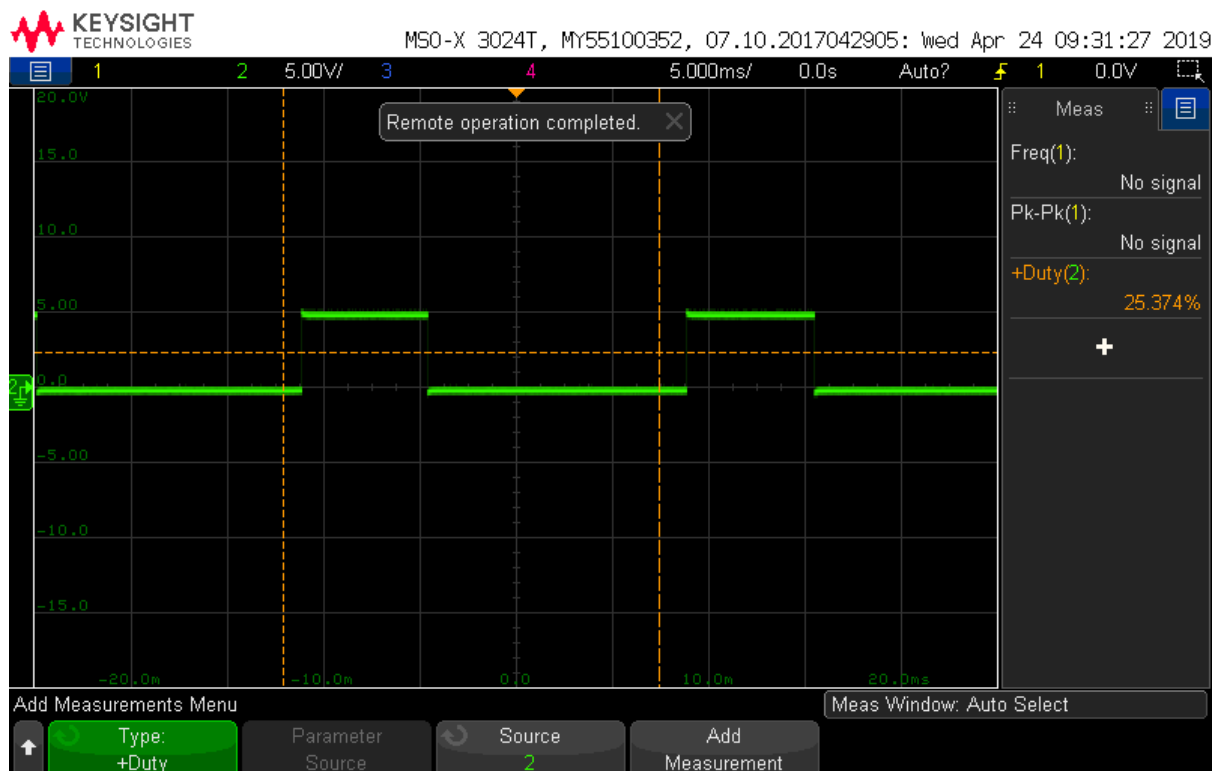 KEYSIGHT
TECHNOLOGIES
MSO-X 3024T, MY55100352, 07.10.2017042905: Wed Apr 24 09:31:27 2019
1 2 5.00V/ 3 4 5.000ms/ 0.0s Auto? 1 0.0V
20.0V
Remote operation completed.
15.0
10.0
5.00
2
0.0
-5.00
-10.0
-15.0
-20.0m -10.0m 0.0 10.0m 20.0ms
Meas
Freq(1):
No signal
Pk-Pk(1):
No signal
+Duty(2):
25.374%
Add Measurements Menu
Meas Window: Auto Select
Type:
+Duty
Parameter
Source
Source
2
Add
Measurement